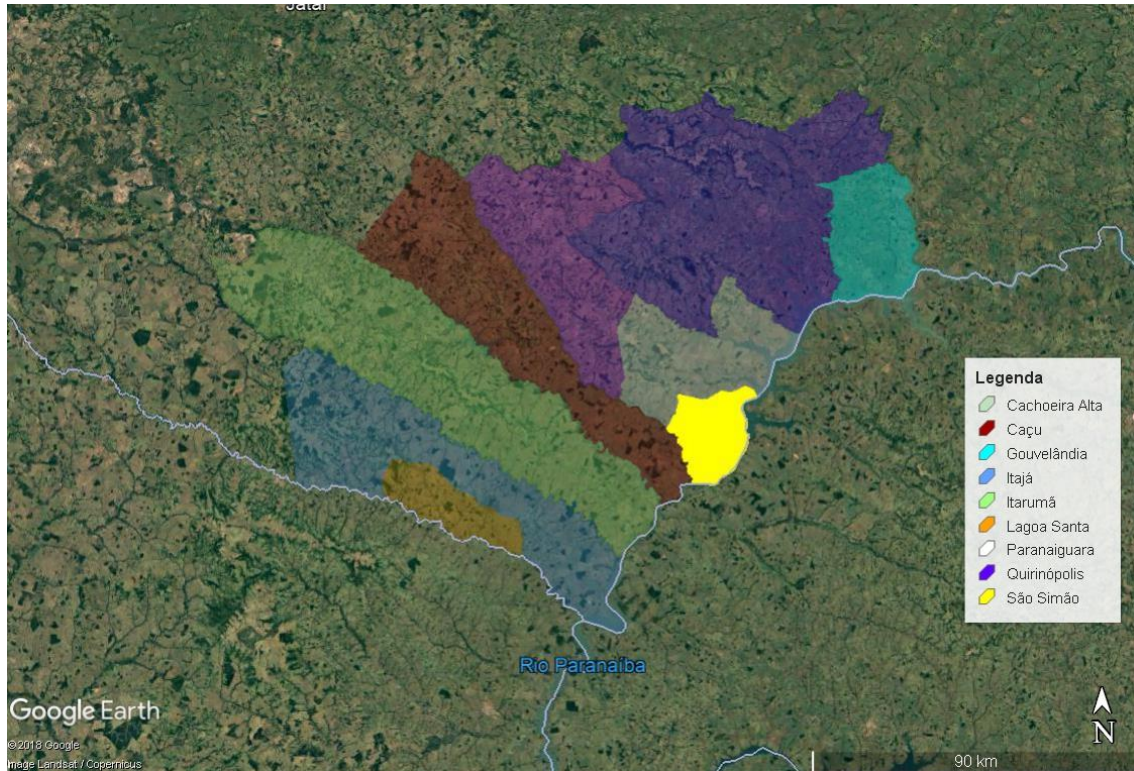 Jataí
Legenda
Cachoeira Alta
Caçu
Gouvelândia
Itajá
Itarumã
Lagoa Santa
Paranaiguara
Quirinópolis
São Simão
Rio Paranaíba
Google Earth
©2018 Google
Image Landsat / Copernicus
N
90 km